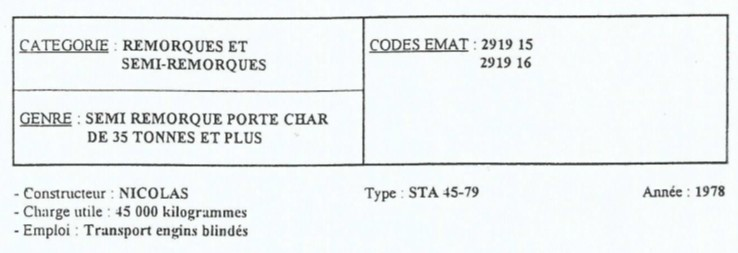 CATEGORIE : REMORQUES ET
SEMI-REMORQUES
CODES EMAT : 2919 15
2919 16
GENRE : SEMI REMORQUE PORTE CHAR
DE 35 TONNES ET PLUS
- Constructeur : NICOLAS Type : STA 45-79 Année : 1978
- Charge utile : 45 000 kilogrammes
- Emploi : Transport engins blindés